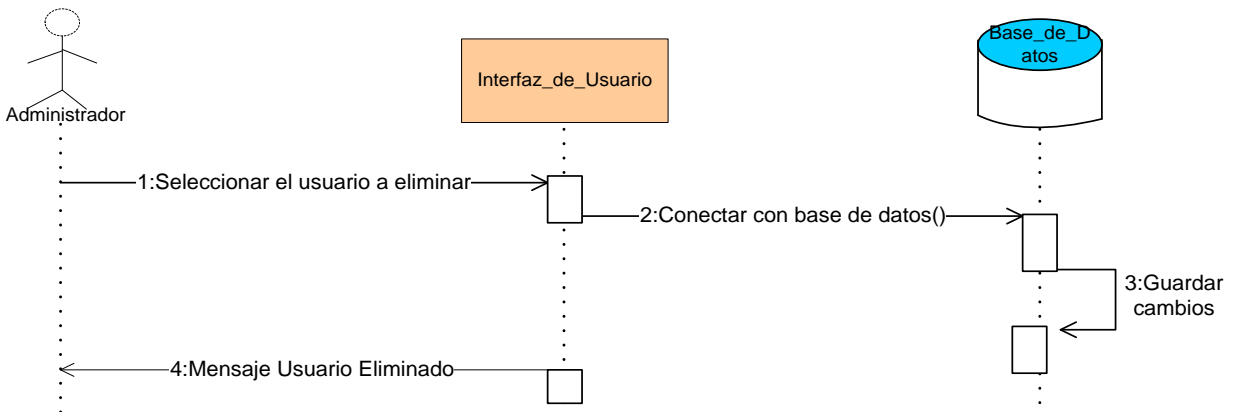 Administrador
Interfaz_de_Usuario
Base_de_D
atos
1:Seleccionar el usuario a eliminar
2:Conectar con base de datos()
3:Guardar
cambios
4:Mensaje Usuario Eliminado